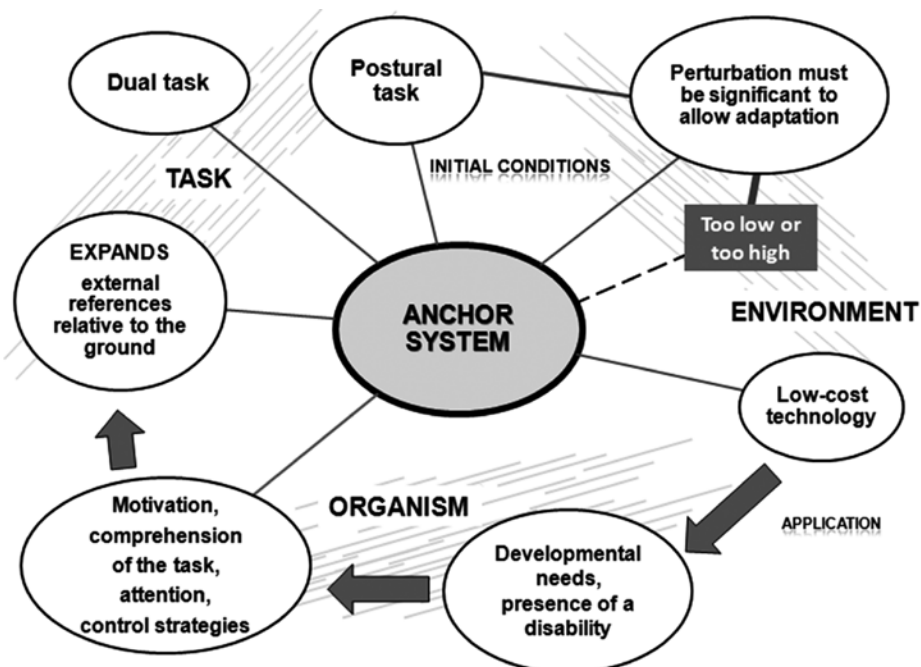 Dual task
Postural
task
Perturbation must
be significant to
allow adaptation
INITIAL CONDITIONS
TASK
Too low or
too high
EXPANDS
external
references
relative to the
ground
ANCHOR
SYSTEM
ENVIRONMENT
Low-cost
technology
ORGANISM
Motivation,
comprehension
of the task,
attention,
control strategies
APPLICATION
Developmental
needs,
presence of a
disability